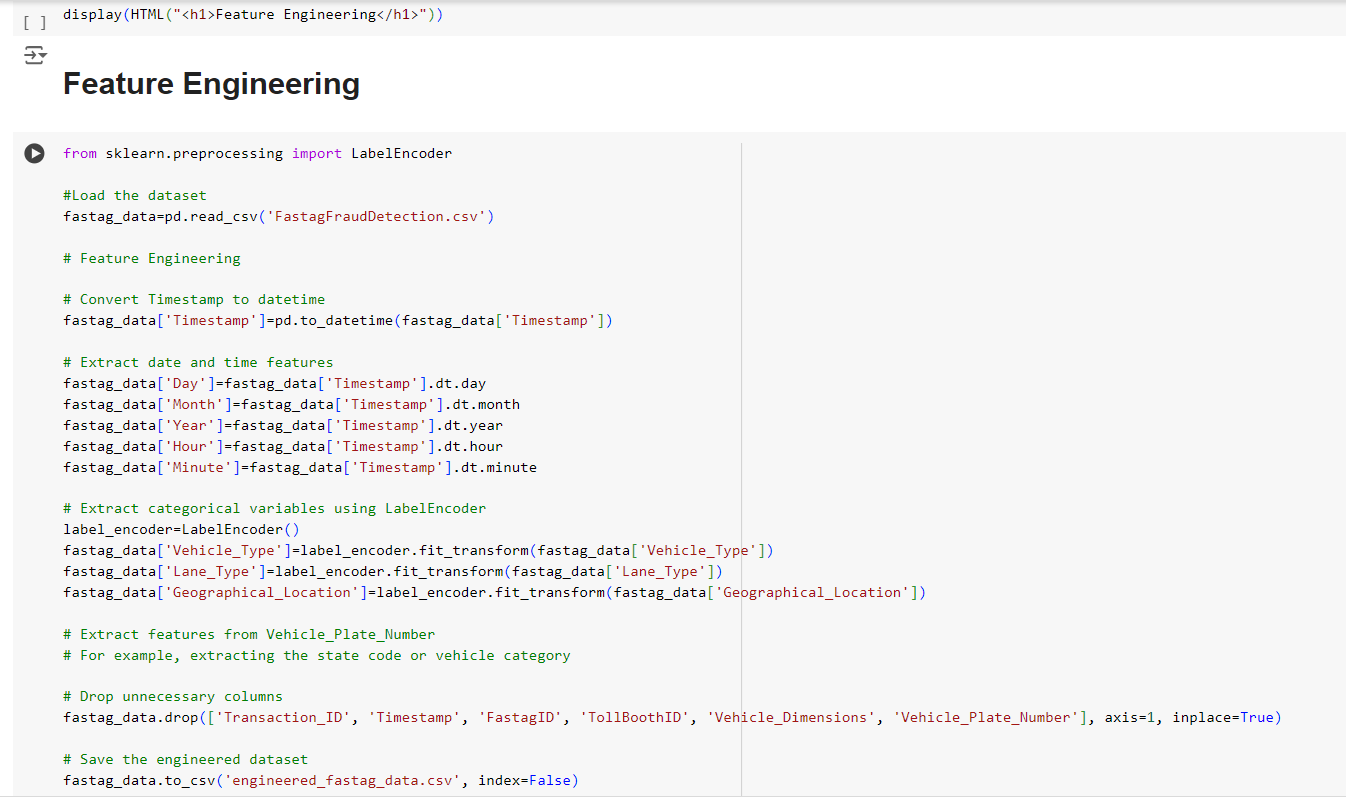 [ ] display(HTML("<h1>Feature Engineering</h1>"))
Feature Engineering
from sklearn.preprocessing import LabelEncoder
#Load the dataset
fastag_data=pd.read_csv('FastagFraudDetection.csv')
# Feature Engineering
# Convert Timestamp to datetime
fastag_data['Timestamp']=pd.to_datetime(fastag_data['Timestamp'])
# Extract date and time features
fastag_data['Day']=fastag_data['Timestamp'].dt.day
fastag_data['Month']=fastag_data['Timestamp'].dt.month
fastag_data['Year']=fastag_data['Timestamp'].dt.year
fastag_data['Hour']=fastag_data['Timestamp'].dt.hour
fastag_data['Minute']=fastag_data['Timestamp'].dt.minute
# Extract categorical variables using LabelEncoder
label_encoder=LabelEncoder()
fastag_data['Vehicle_Type']=label_encoder.fit_transform(fastag_data['Vehicle_Type'])
fastag_data['Lane_Type']=label_encoder.fit_transform(fastag_data['Lane_Type'])
fastag_data['Geographical_Location']=label_encoder.fit_transform(fastag_data['Geographical_Location'])
# Extract features from Vehicle_Plate_Number
# For example, extracting the state code or vehicle category
# Drop unnecessary columns
fastag_data.drop(['Transaction_ID', 'Timestamp', 'FastagID', 'TollBoothID', 'Vehicle_Dimensions', 'Vehicle_Plate_Number'], axis=1, inplace=True)
# Save the engineered dataset
fastag_data.to_csv('engineered_fastag_data.csv', index=False)